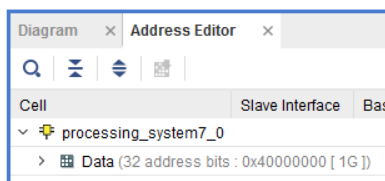 Diagram × Address Editor ×
Cell Slave Interface Bas
processing_system7_0
Data (32 address bits : 0x40000000 [ 1G ])